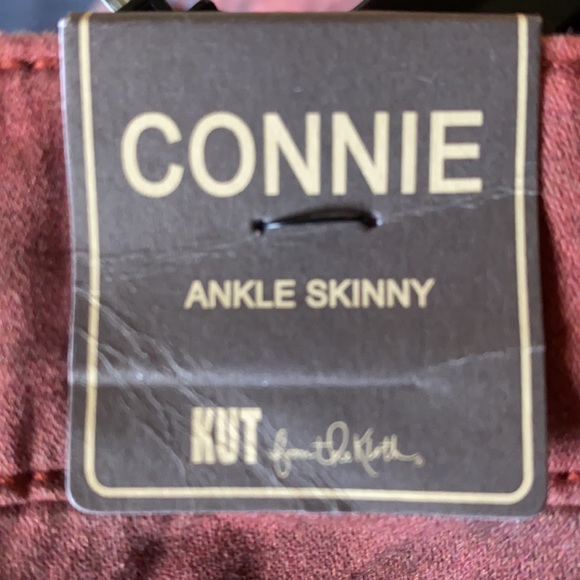 CONNIE
ANKLE SKINNY
KUT from the Kloth